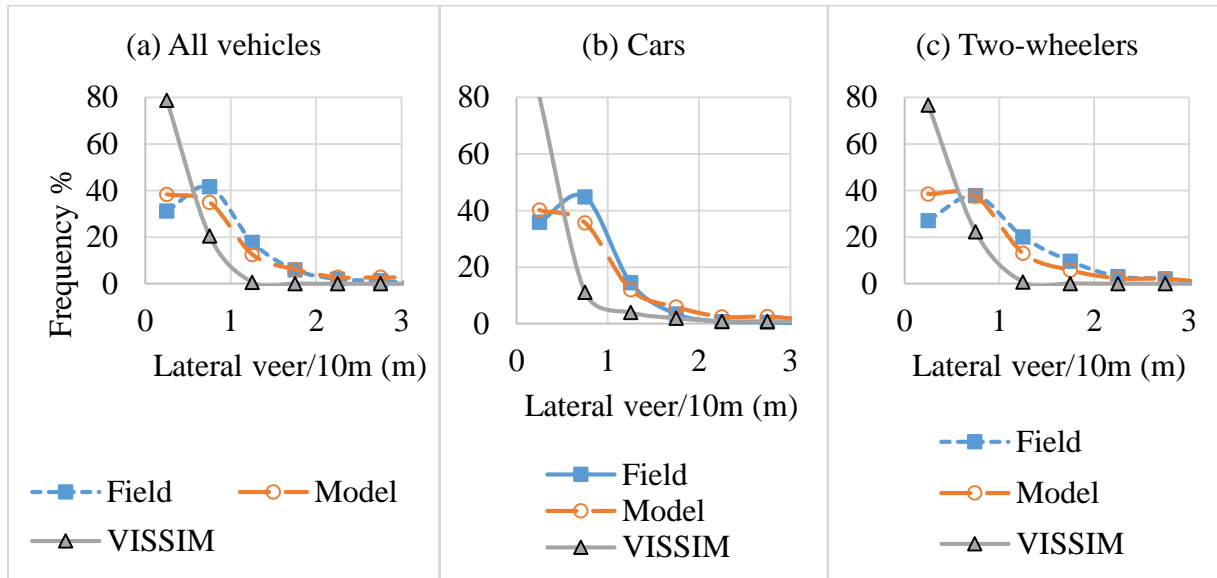 (a) All vehicles
Frequency %
80
60
40
20
0
0 1 2 3
Lateral veer/10m (m)
Field Model
VISSIM
(b) Cars
80
60
40
20
0
0 1 2 3
Lateral veer/10m (m)
Field
Model
VISSIM
(c) Two-wheelers
80
60
40
20
0
0 1 2 3
Lateral veer/10m (m)
Field
Model
VISSIM